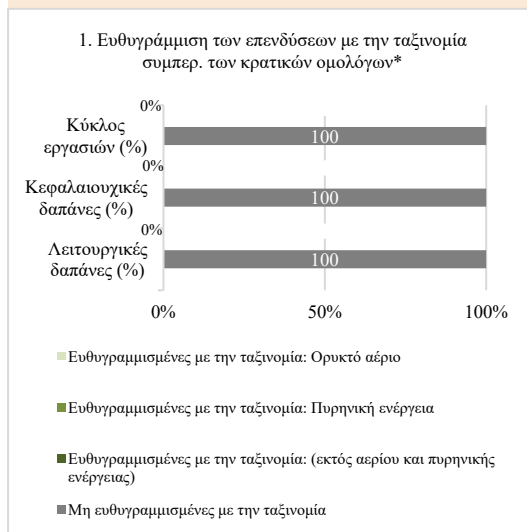 1. Ευθυγράμμιση των επενδύσεων με την ταξινομία
συμπερ. των κρατικών ομολόγων*
0%
Κύκλος
εργασιών (%)
100
0%
Κεφαλαιουχικές
δαπάνες (%)
100
0%
Λειτουργικές
δαπάνες (%)
100
0%
50%
100%
Ευθυγραμμισμένες με την ταξινομία: Ορυκτό αέριο
Ευθυγραμμισμένες με την ταξινομία: Πυρηνική ενέργεια
Ευθυγραμμισμένες με την ταξινομία: (εκτός αερίου και πυρηνικής
ενέργειας)
Μη ευθυγραμμισμένες με την ταξινομία